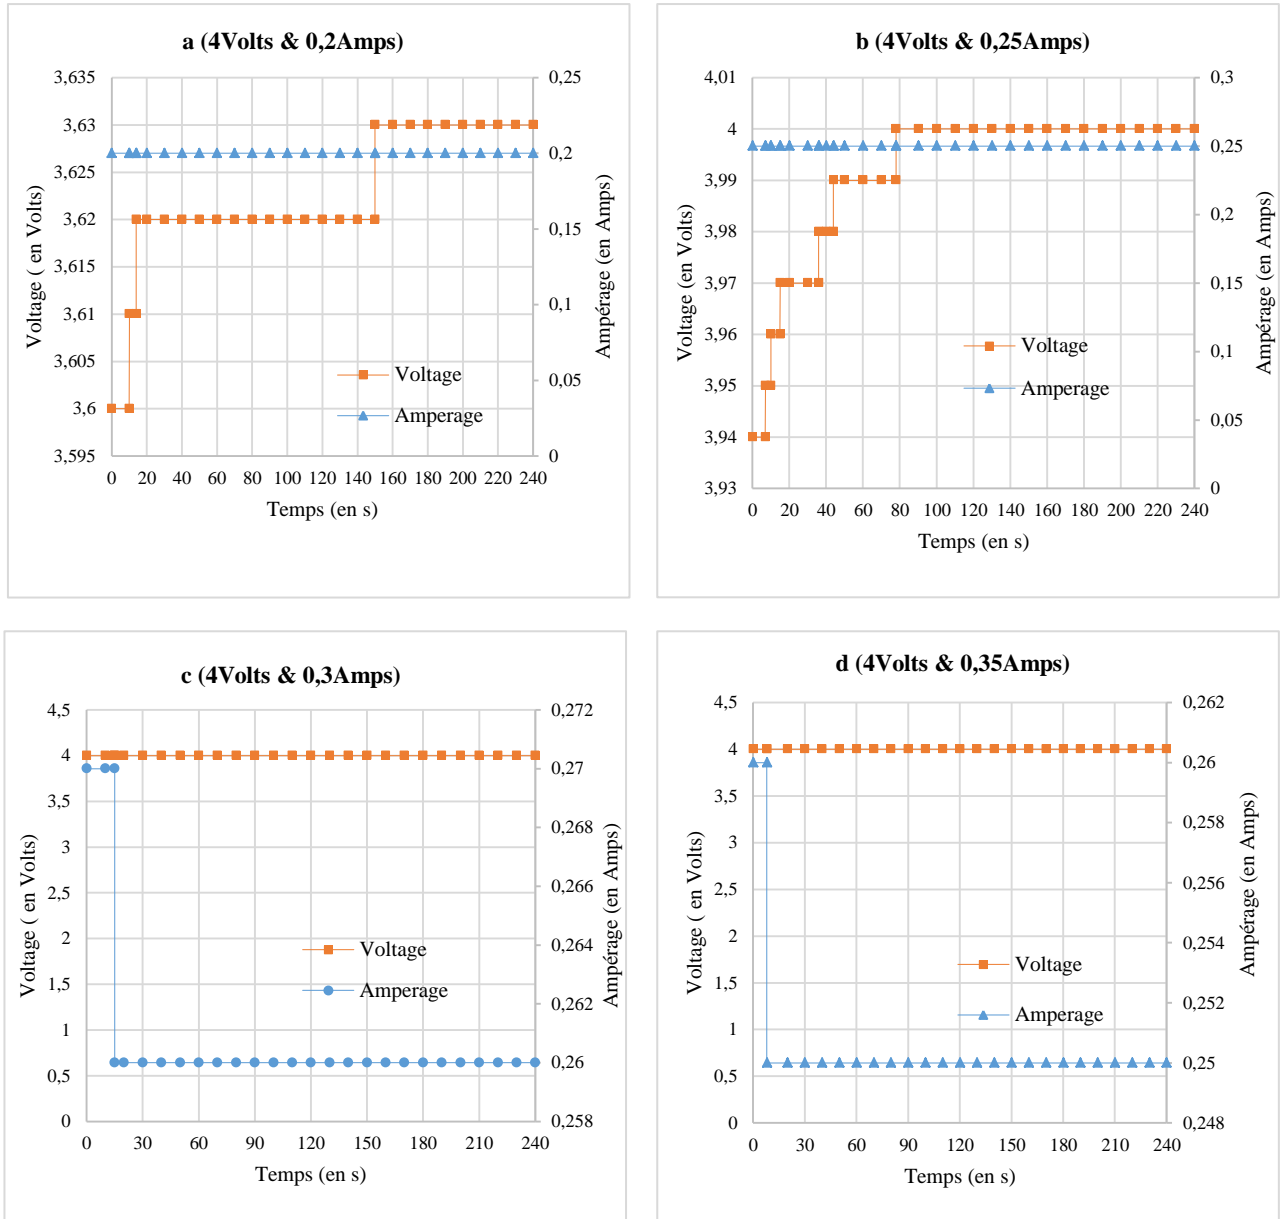 a (4Volts & 0,2Amps)
3,635
3,63
3,625
3,62
3,615
3,61
3,605
3,6
3,595
0,25
0,2
0,15
0,1
0,05
0
Voltage ( en Volts)
Ampérage (en Amps)
Voltage
Amperage
0 20 40 60 80 100 120 140 160 180 200 220 240
Temps (en s)
b (4Volts & 0,25Amps)
4,01
4
3,99
3,98
3,97
3,96
3,95
3,94
3,93
0,3
0,25
0,2
0,15
0,1
0,05
0
Voltage (en Volts)
Ampérage (en Amps)
Voltage
Amperage
0 20 40 60 80 100 120 140 160 180 200 220 240
Temps (en s)
c (4Volts & 0,3Amps)
4,5
4
3,5
3
2,5
2
1,5
1
0,5
0
0,272
0,27
0,268
0,266
0,264
0,262
0,26
0,258
Voltage ( en Volts)
Ampérage (en Amps)
Voltage
Amperage
0 30 60 90 120 150 180 210 240
Temps (en s)
d (4Volts & 0,35Amps)
4,5
4
3,5
3
2,5
2
1,5
1
0,5
0
0,262
0,26
0,258
0,256
0,254
0,252
0,25
0,248
Voltage ( en Volts)
Ampérage (en Amps)
Voltage
Amperage
0 30 60 90 120 150 180 210 240
Temps (en s)